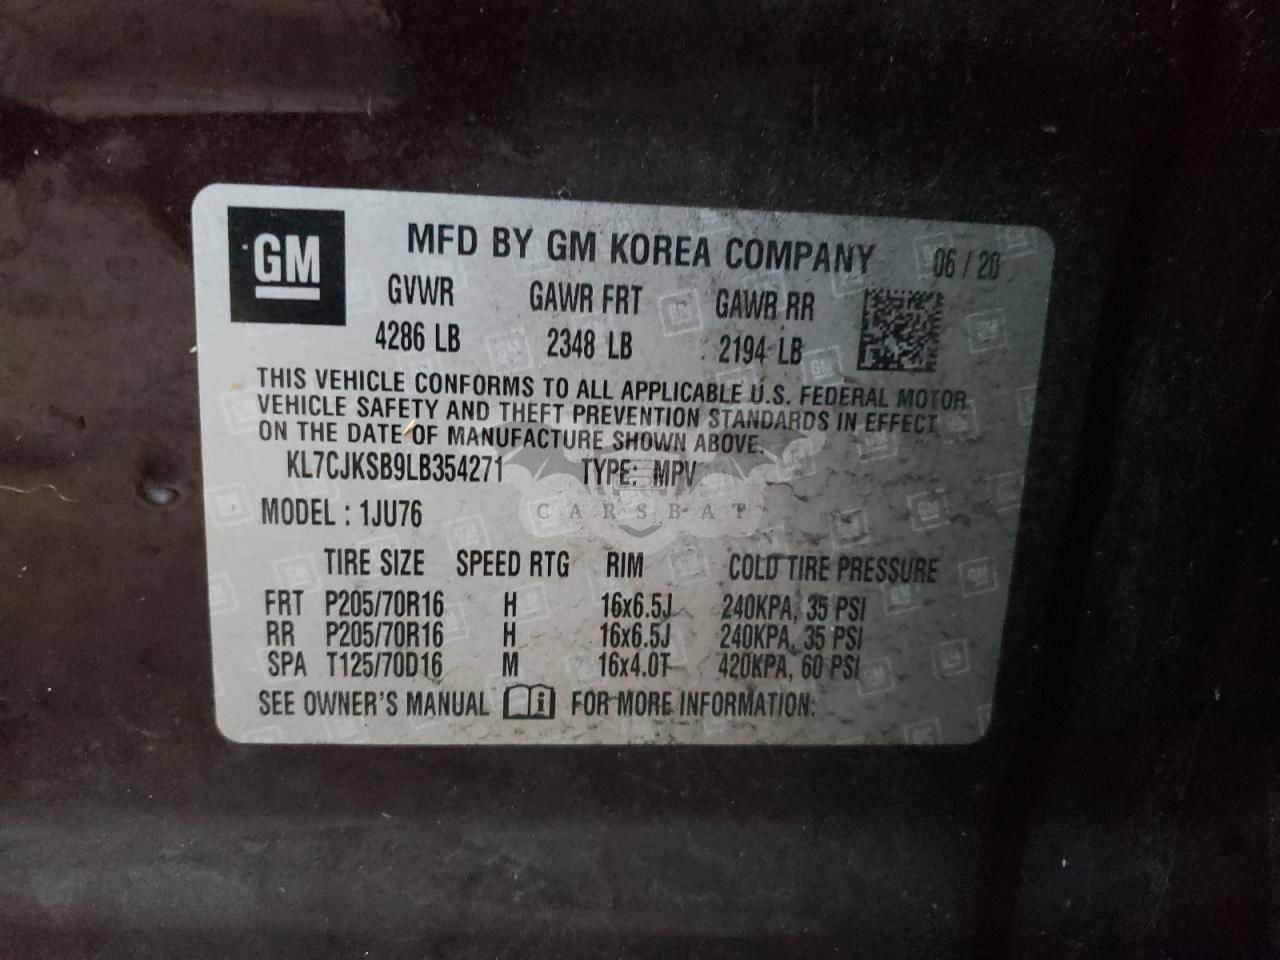 GM
MFD BY GM KOREA COMPANY 06 / 20
GVWR GAWR FRT GAWR RR
4286 LB 2348 LB 2194 LB
THIS VEHICLE CONFORMS TO ALL APPLICABLE U.S. FEDERAL MOTOR
VEHICLE SAFETY AND THEFT PREVENTION STANDARDS IN EFFECT
ON THE DATE OF MANUFACTURE SHOWN ABOVE.
KL7CJKSB9LB354271 TYPE: MPV
CARSBAT
MODEL : 1JU76
TIRE SIZE SPEED RTG RIM COLD TIRE PRESSURE
FRT P205/70R16 H 16x6.5J 240KPA, 35 PSI
RR P205/70R16 H 16x6.5J 240KPA, 35 PSI
SPA T125/70D16 M 16x4.0T 420KPA, 60 PSI
SEE OWNER'S MANUAL FOR MORE INFORMATION.